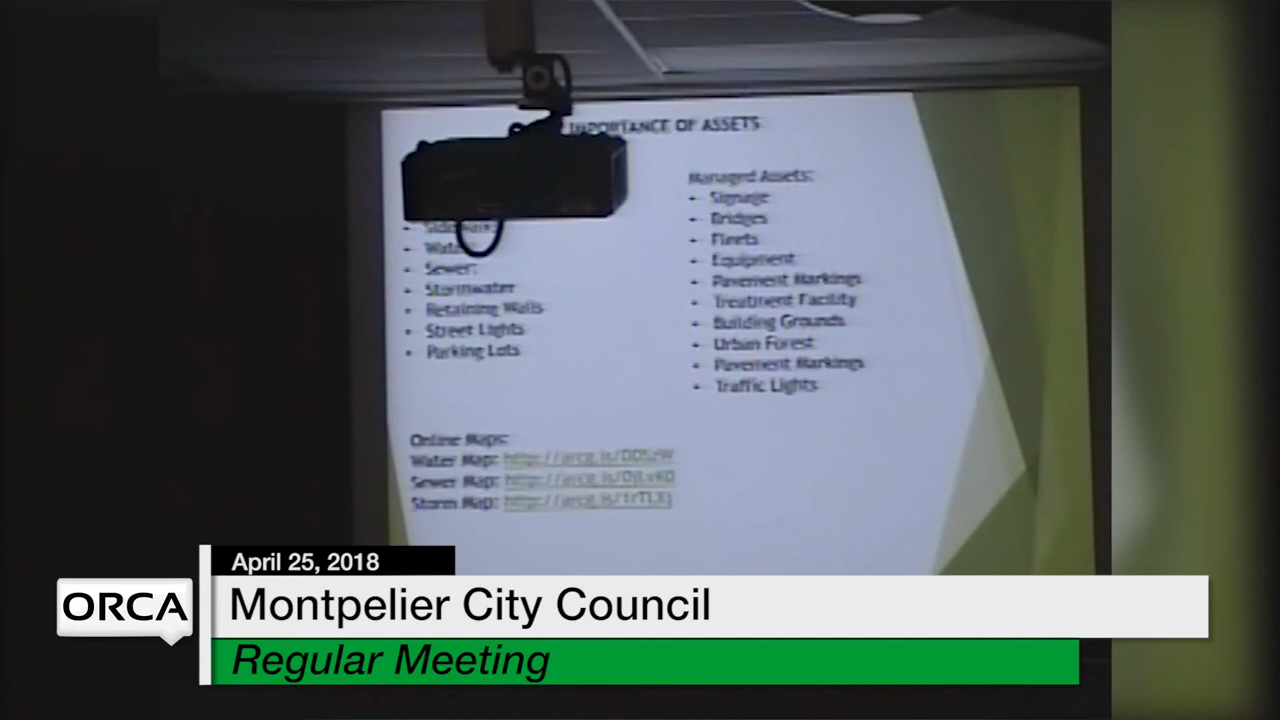 IMPORTANCE OF ASSETS
Managed Assets:
• Signage
• Bridges
• Fleets
• Equipment
• Pavement Markings
• Treatment Facility
• Building Grounds
• Urban Forest
• Pavement Markings
• Traffic Lights
• Sidewalks
• Water
• Sewer:
• Stormwater
• Retaining Walls
• Street Lights
• Parking Lots
Online Maps:
Water Map:
Sewer Map:
Storm Map:
April 25, 2018
ORCA
Montpelier City Council
Regular Meeting